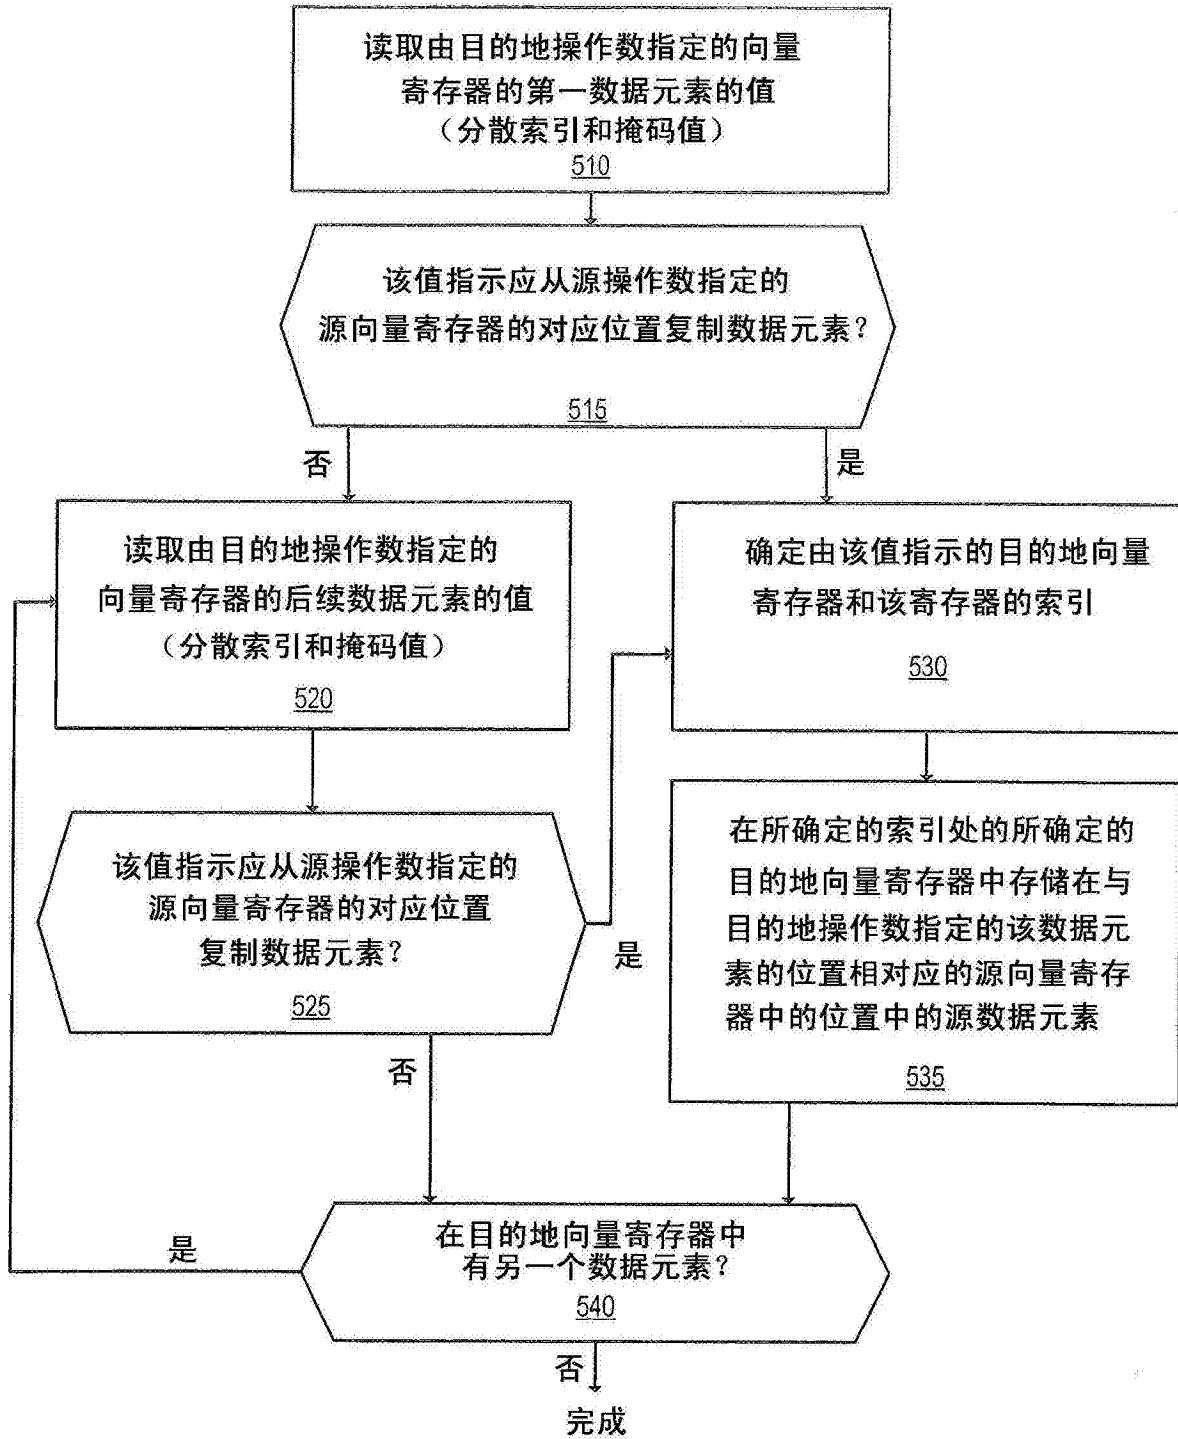 读取由目的地操作数指定的向量
寄存器的第一数据元素的值
（分散索引和掩码值）
510
该值指示应从源操作数指定的
源向量寄存器的对应位置复制数据元素？
515
否
是
读取由目的地操作数指定的
向量寄存器的后续数据元素的值
（分散索引和掩码值）
520
确定由该值指示的目的地向量
寄存器和该寄存器的索引
530
该值指示应从源操作数指定的
源向量寄存器的对应位置
复制数据元素？
525
是
否
在所确定的索引处的所确定的
目的地向量寄存器中存储在与
目的地操作数指定的该数据元
素的位置相对应的源向量寄存
器中的位置中的源数据元素
535
是
在目的地向量寄存器中
有另一个数据元素？
540
否
完成